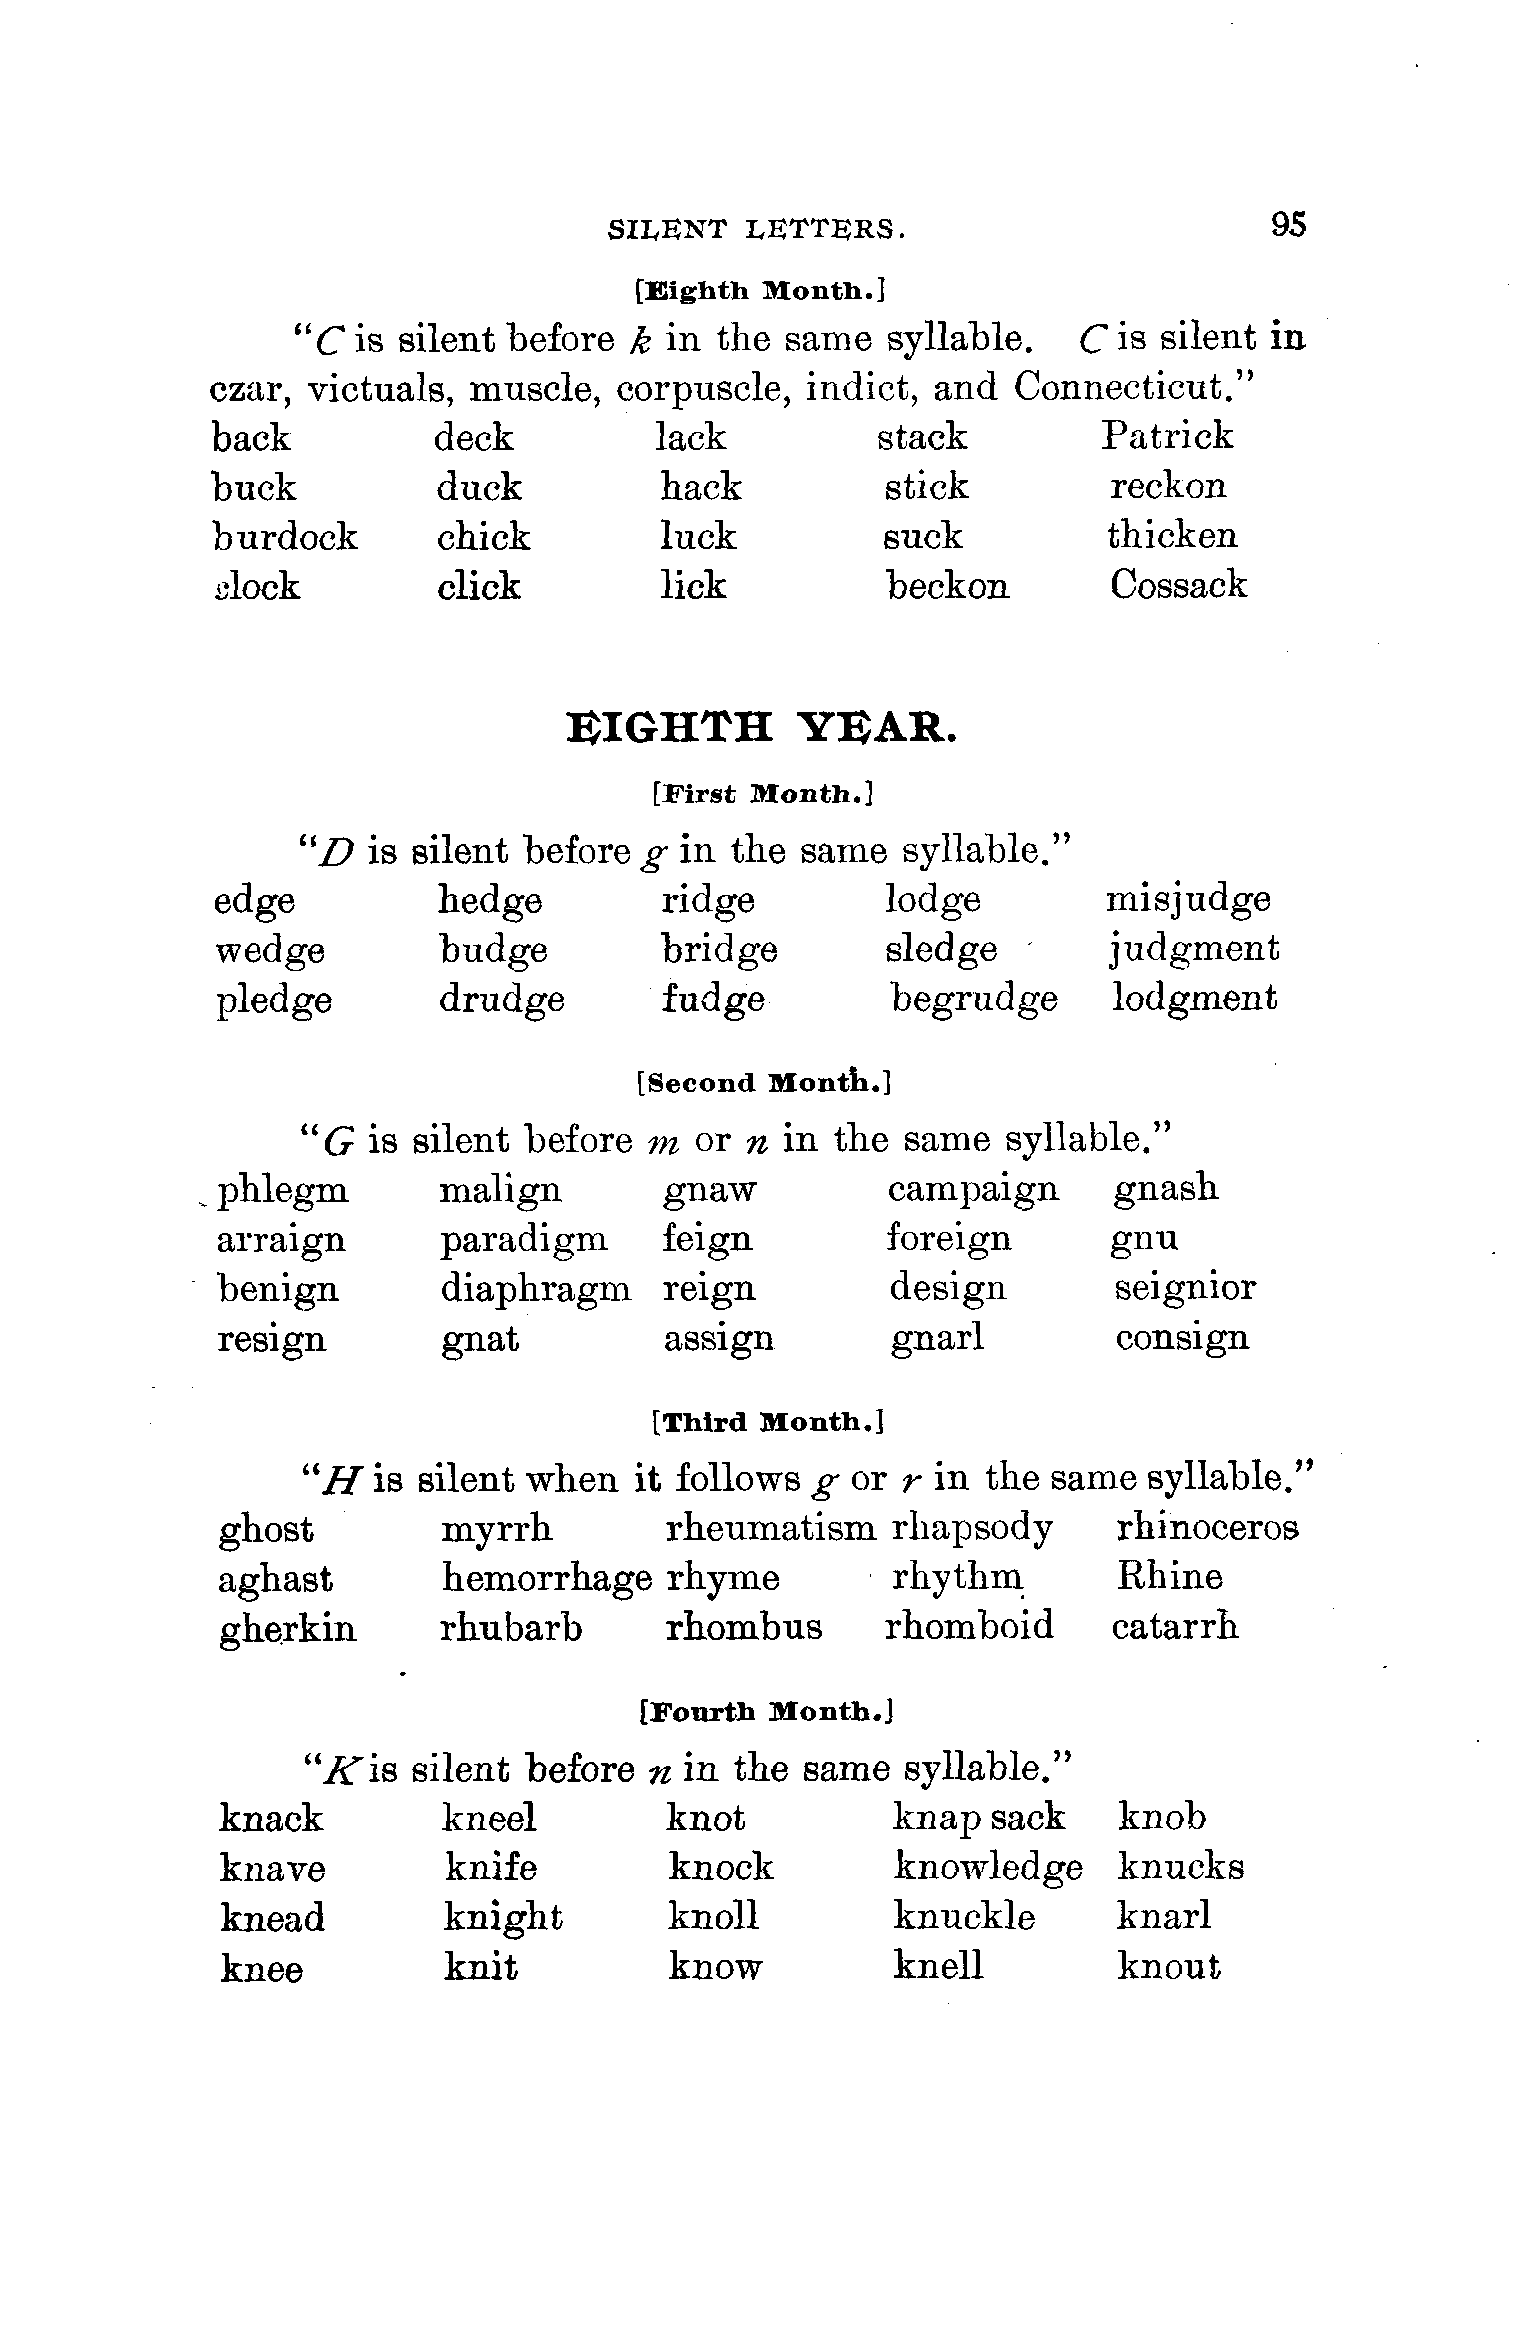 SILENT LETTERS. 95
[Eighth Month.]
"C is silent before k in the same syllable. C is silent in
czar, victuals, muscle, corpuscle, indict, and Connecticut."
back deck lack stack Patrick
buck duck hack stick reckon
burdock chick luck suck thicken
clock click lick beckon Cossack
EIGHTH YEAR.
[First Month.]
"D is silent before g in the same syllable."
edge hedge ridge lodge misjudge
wedge budge bridge sledge judgment
pledge drudge fudge begrudge lodgment
[Second Month.]
"G is silent before m or n in the same syllable."
phlegm malign gnaw campaign gnash
arraign paradigm feign foreign gnu
benign diaphragm reign design seignior
resign gnat assign gnarl consign
[Third Month.]
"H is silent when it follows g or r in the same syllable."
ghost myrrh rheumatism rhapsody rhinoceros
aghast hemorrhage rhyme rhythm Rhine
gherkin rhubarb rhombus rhomboid catarrh
[Fourth Month.]
"K is silent before n in the same syllable."
knack kneel knot knap sack knob
knave knife knock knowledge knucks
knead knight knoll knuckle knarl
knee knit know knell knout